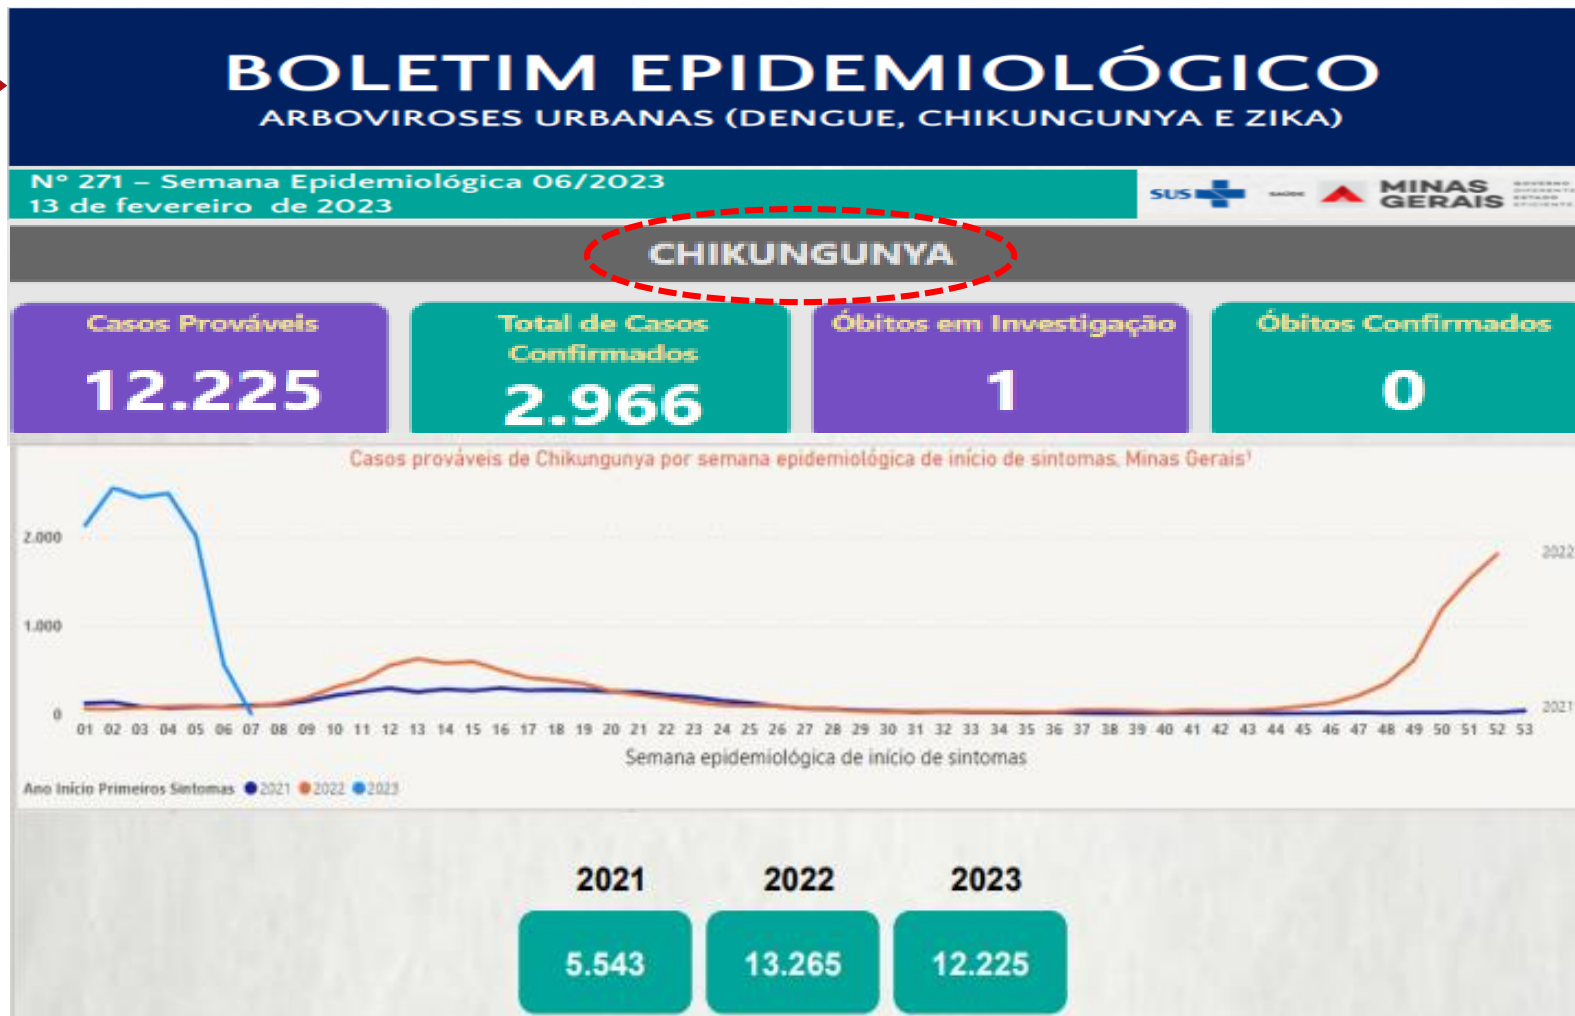 BOLETIM EPIDEMIOLÓGICO
ARBOVIROSES URBANAS (DENGUE, CHIKUNGUNYA E ZIKA)
Nº 271 – Semana Epidemiológica 06/2023
13 de fevereiro de 2023
SUS
SAÚDE
MINAS
GERAIS
GOVERNO
DIFERENTE
ESTADO
EFICIENTE
CHIKUNGUNYA
Casos Prováveis
12.225
Total de Casos
Confirmados
2.966
Óbitos em Investigação
1
Óbitos Confirmados
0
Casos prováveis de Chikungunya por semana epidemiológica de início de sintomas, Minas Gerais¹
2.000
1.000
0
2022
2021
01 02 03 04 05 06 07 08 09 10 11 12 13 14 15 16 17 18 19 20 21 22 23 24 25 26 27 28 29 30 31 32 33 34 35 36 37 38 39 40 41 42 43 44 45 46 47 48 49 50 51 52 53
Semana epidemiológica de início de sintomas
Ano Início Primeiros Sintomas 2021 2022 2023
2021 2022 2023
5.543 13.265 12.225